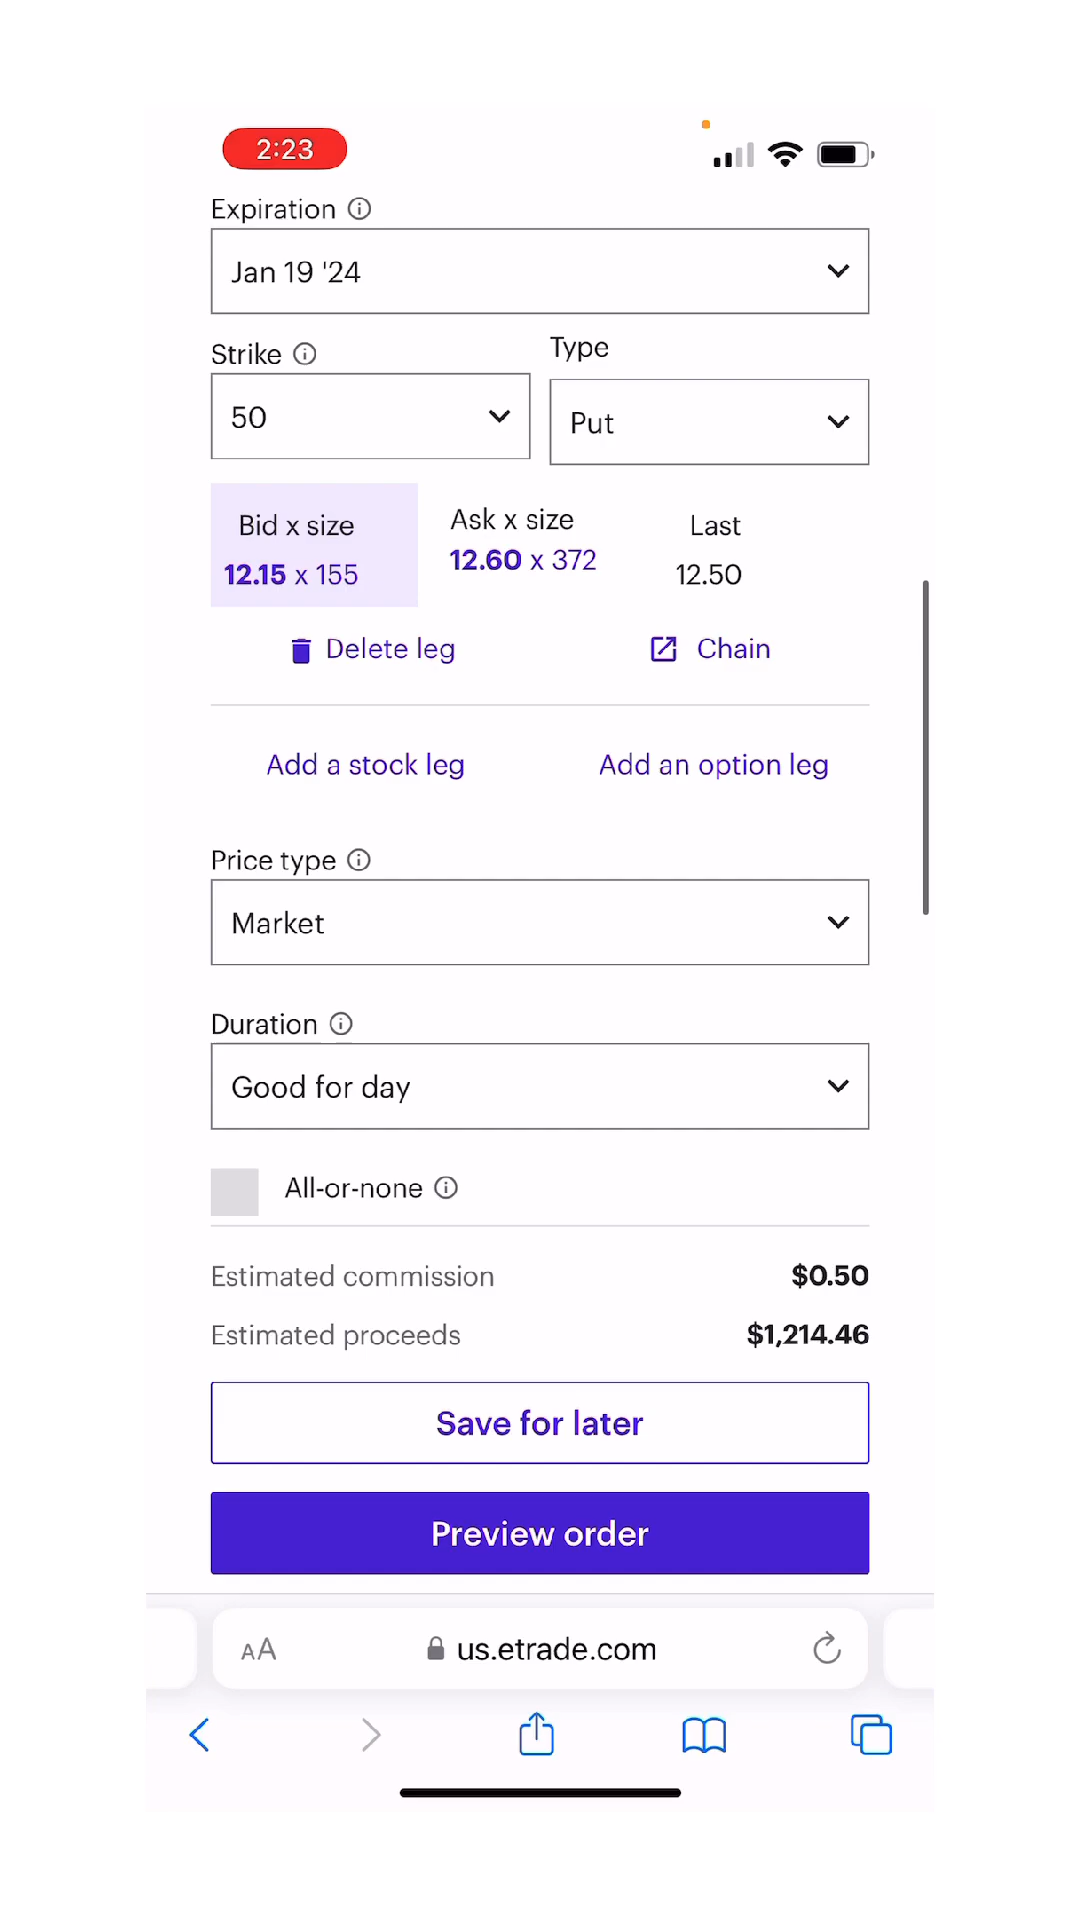 2:23
Expiration
Jan 19 '24
Strike
Type
50
Put
Bid x size
Ask x size
Last
12.15 x 155
12.60 x 372
12.50
Delete leg
Chain
Add a stock leg
Add an option leg
Price type
Market
Duration
Good for day
All-or-none
Estimated commission
$0.50
Estimated proceeds
$1,214.46
Save for later
Preview order
AA
us.etrade.com